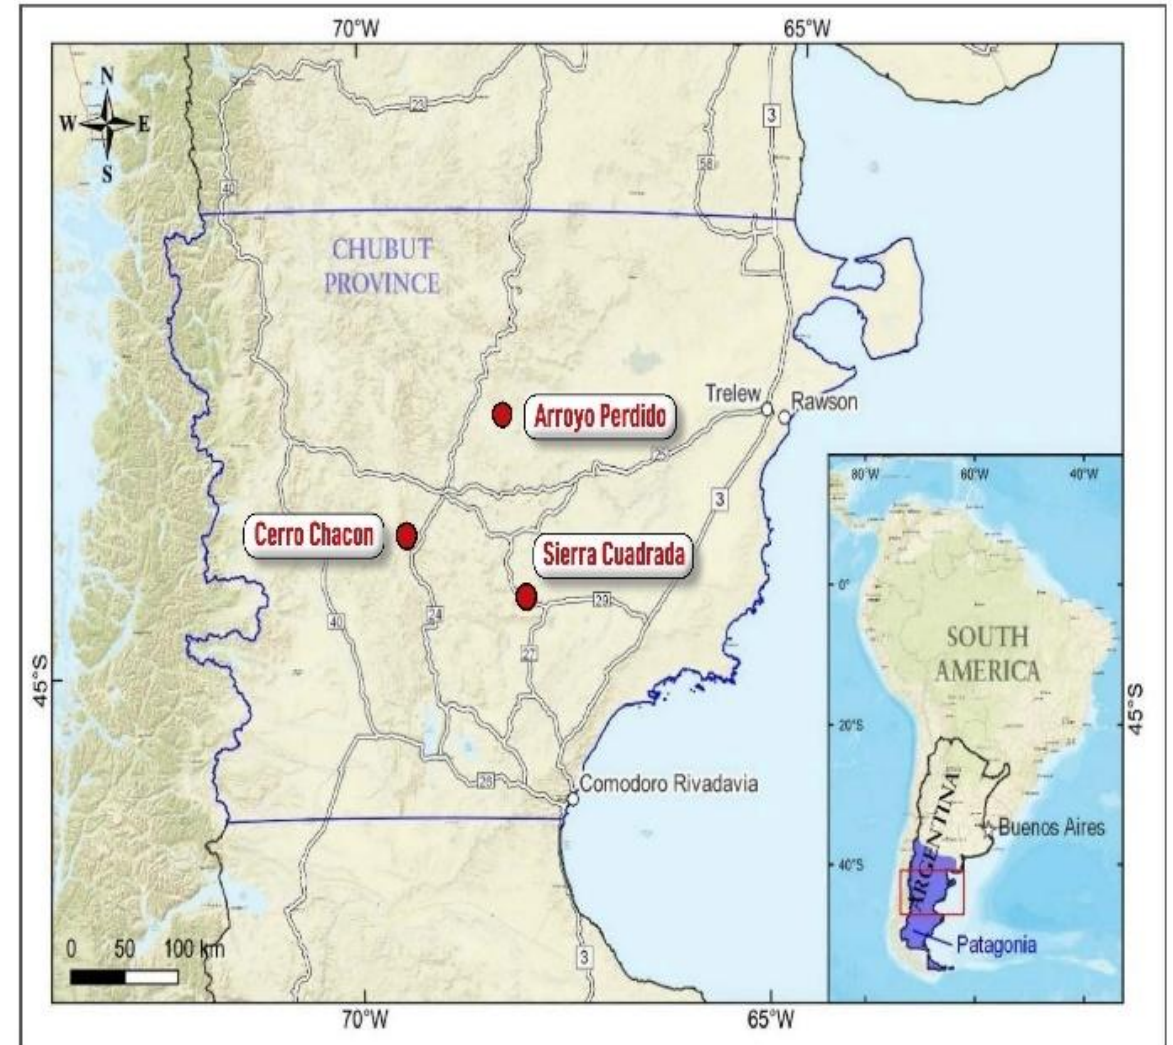 70°W
65°W
N
W
E
S
23
3
58
40
CHUBUT
PROVINCE
Trelew
Rawson
Arroyo Perdido
25
3
Cerro Chacon
Sierra Cuadrada
29
24
40
27
45°S
45°S
26
Comodoro Rivadavia
3
0
50
100 km
70°W
65°W
80°W
60°W
40°W
0°
SOUTH
AMERICA
20°S
ARGENTINA
Buenos Aires
40°S
Patagonia